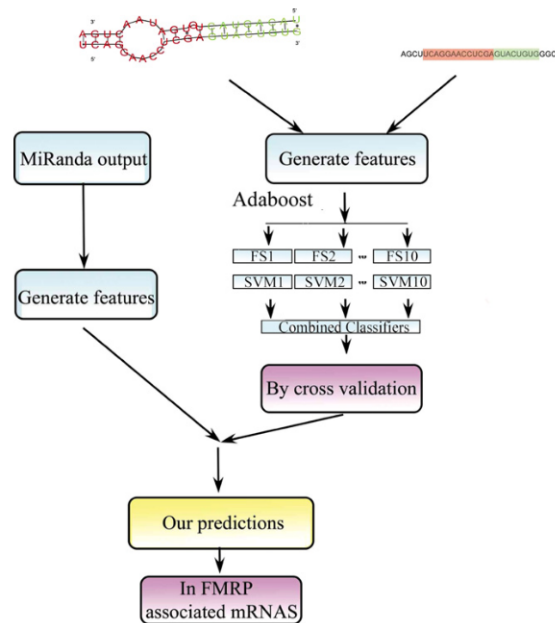 AGCUUCAGGAACCUCGAGUACUGUGGGC
MiRanda output
Generate features
Adaboost
FS1 FS2 FS10
SVM1 SVM2 SVM10
Combined Classifiers
Generate features
By cross validation
Our predictions
In FMRP
associated mRNAS